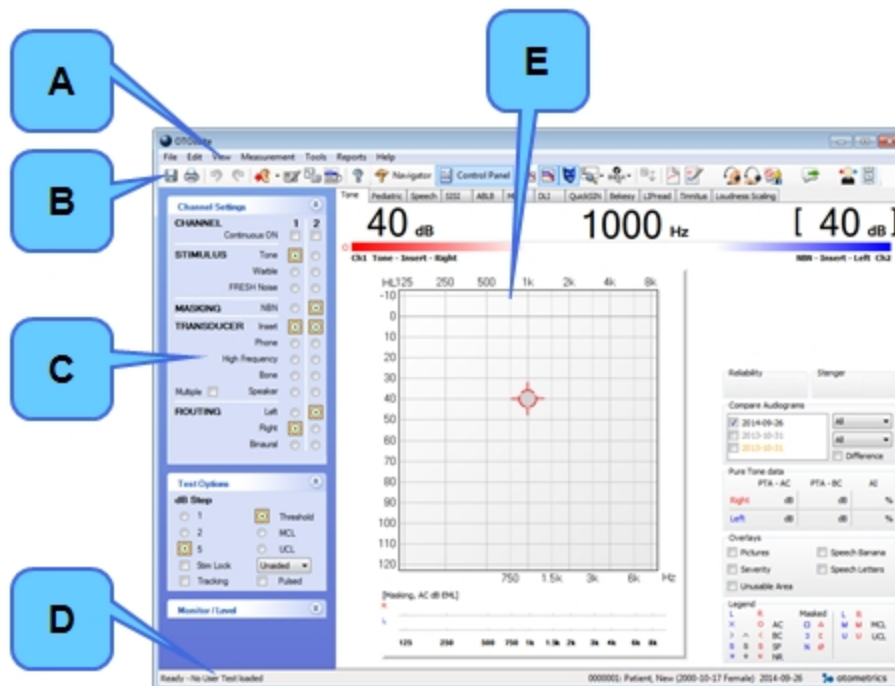 A
E
B
C
D
OTOsuite
File Edit View Measurement Tools Reports Help
Navigator Control Panel
Tone Pediatric Speech SISI ABLB DLI QuickSIN Bekesy LIPread Tinnitus Loudness Scaling
40 dB 1000 Hz [ 40 dB ]
Ch1 Tone - Insert - Right NBN - Insert - Left Ch2
Channel Settings
CHANNEL 1 2
Continuous ON
STIMULUS Tone
Warble
FRESH Noise
MASKING NBN
TRANSDUCER Insert
Phone
High Frequency
Bone
Multiple Speaker
ROUTING Left
Right
Binaural
Test Options
dB Step
1 Threshold
2 MCL
5 UCL
Stim Lock Unaided
Tracking Pulsed
Monitor / Level
HL 125 250 500 1k 2k 4k 8k
-10
0
10
20
30
40
50
60
70
80
90
100
110
120
750 1.5k 3k 6k Hz
[Masking, AC dB EML]
R
L
125 250 500 750 1k 1.5k 2k 3k 4k 6k 8k
Reliability Stenger
Compare Audiograms
2014-09-26 All
2013-10-31 All
2013-10-31 Difference
Pure Tone data
PTA - AC PTA - BC AI
Right dB dB %
Left dB dB %
Overlays
Pictures Speech Banana
Severity Speech Letters
Unusable Area
Legend
L R Masked L R
AC MCL
BC UCL
SF
NR
Ready - No User Test loaded 0000001: Patient, New (2000-10-17 Female) 2014-09-26 otometrics